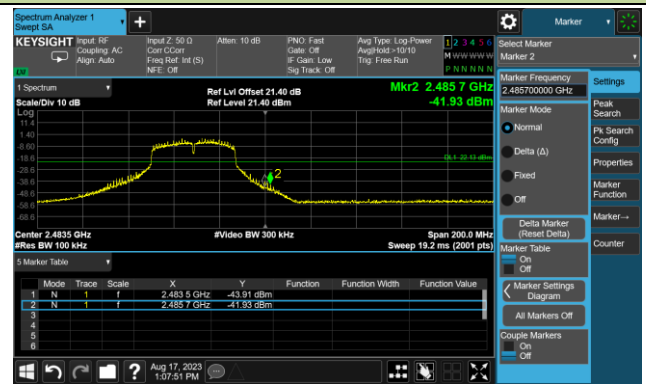 Spectrum Analyzer 1
Swept SA
Marker
KEYSIGHT Input: RF Input Z: 50 Ω Atten: 10 dB PNO: Fast Avg Type: Log-Power 1 2 3 4 5 6
Coupling: AC Corr CCorr Gate: Off Avg|Hold:>10/10 M W W W W W
Align: Auto Freq Ref: Int (S) IF Gain: Low Trig: Free Run P N N N N N
NFE: Off Sig Track: Off
Select Marker
Marker 2
1 Spectrum
Ref Lvl Offset 21.40 dB Mkr2 2.485 7 GHz
Scale/Div 10 dB Ref Level 21.40 dBm -41.93 dBm
Log
11.4
1.40
-8.60
-18.6
DL1 -22.13 dBm
-28.6
-38.6
-48.6
-58.6
-68.6
2
Center 2.4835 GHz #Video BW 300 kHz Span 200.0 MHz
#Res BW 100 kHz Sweep 19.2 ms (2001 pts)
5 Marker Table
Mode Trace Scale X Y Function Function Width Function Value
1 N 1 f 2.483 5 GHz -43.91 dBm
2 N 1 f 2.485 7 GHz -41.93 dBm
3
4
5
6
Aug 17, 2023
1:07:51 PM
Marker Frequency
2.485700000 GHz
Marker Mode
Normal
Delta (Δ)
Fixed
Off
Delta Marker
(Reset Delta)
Marker Table
On
Off
Marker Settings
Diagram
All Markers Off
Couple Markers
On
Off
Settings
Peak
Search
Pk Search
Config
Properties
Marker
Function
Marker→
Counter